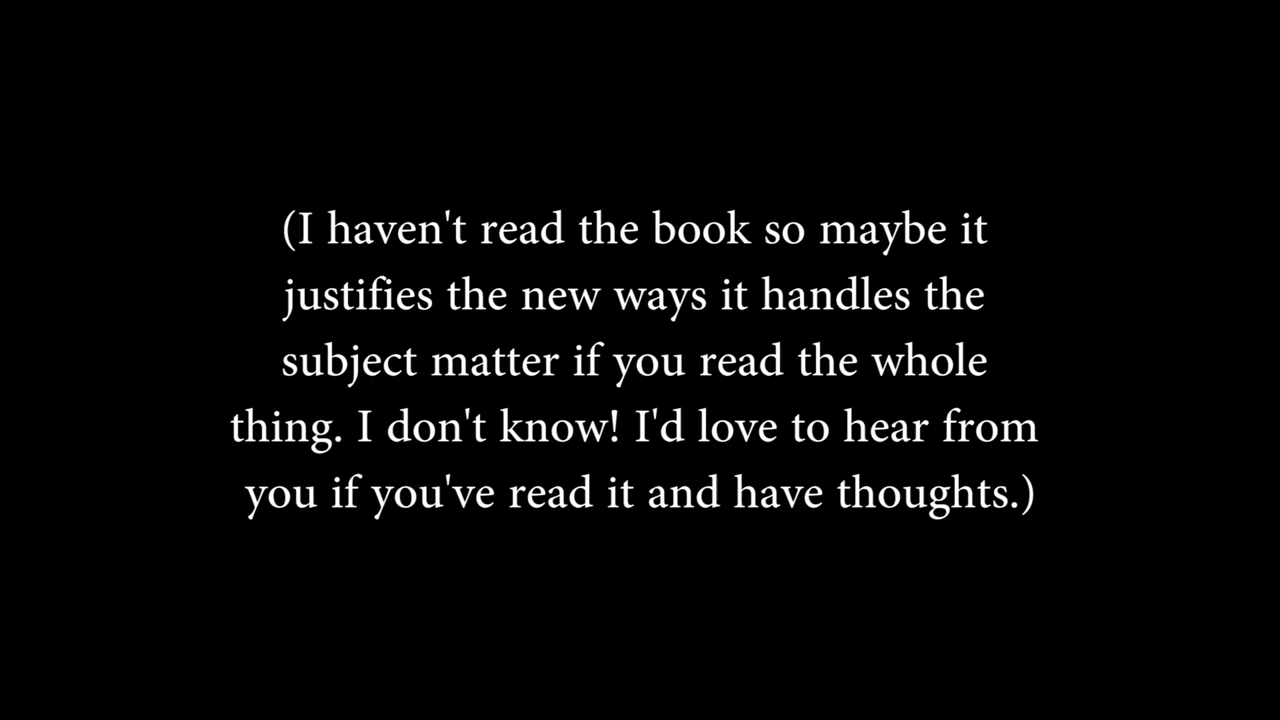 (I haven't read the book so maybe it
justifies the new ways it handles the
subject matter if you read the whole
thing. I don't know! I'd love to hear from
you if you've read it and have thoughts.)